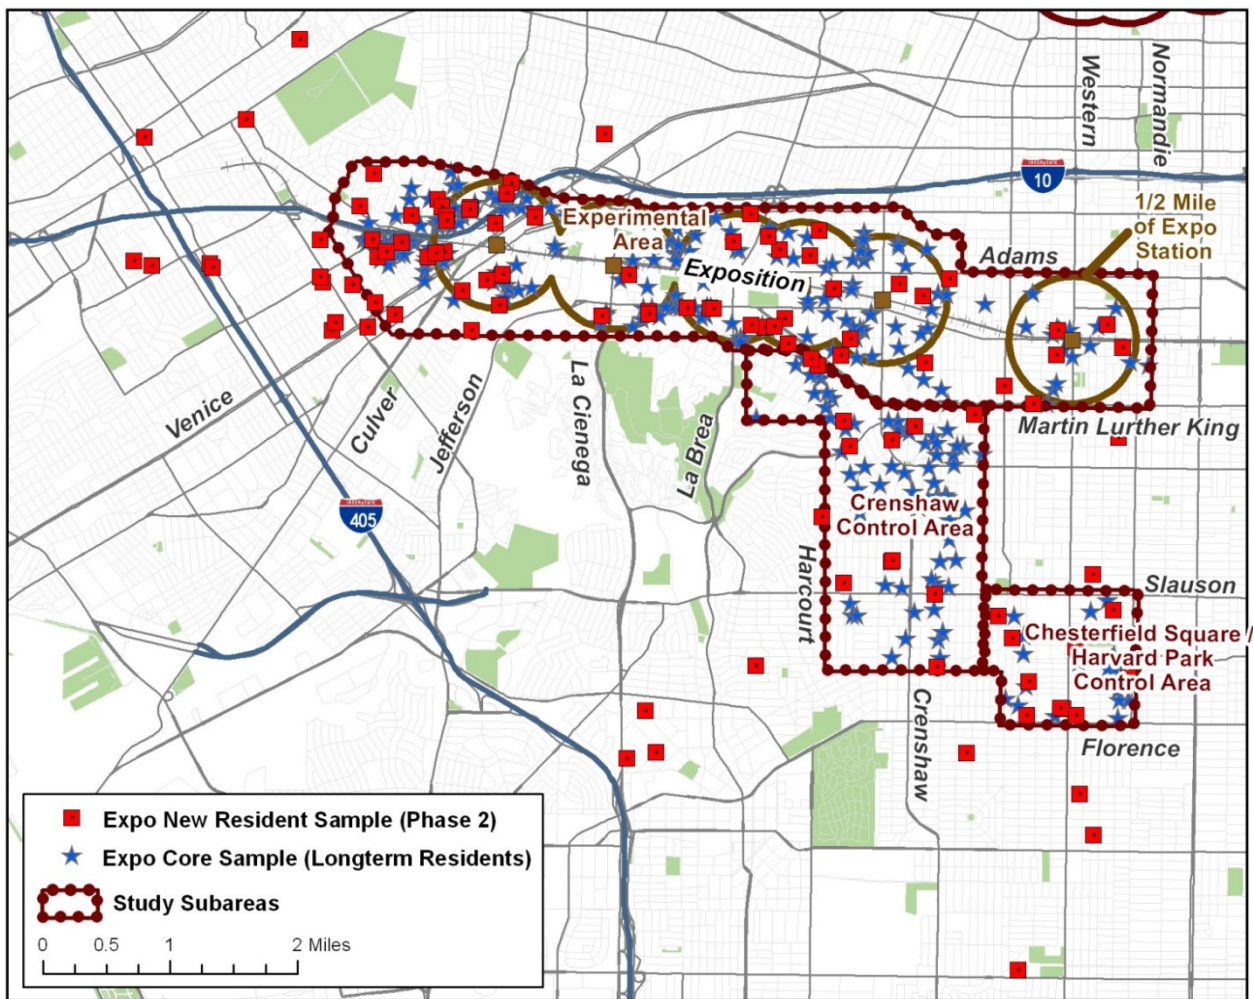 Western
Normandie
10
1/2 Mile
of Expo
Station
Experimental
Area
Adams
Exposition
Venice
Culver
Jefferson
La Cienega
La Brea
Martin Lurther King
405
Crenshaw
Control Area
Harcourt
Slauson
Chesterfield Square /
Harvard Park
Control Area
Crenshaw
Florence
Expo New Resident Sample (Phase 2)
Expo Core Sample (Longterm Residents)
Study Subareas
0 0.5 1 2 Miles